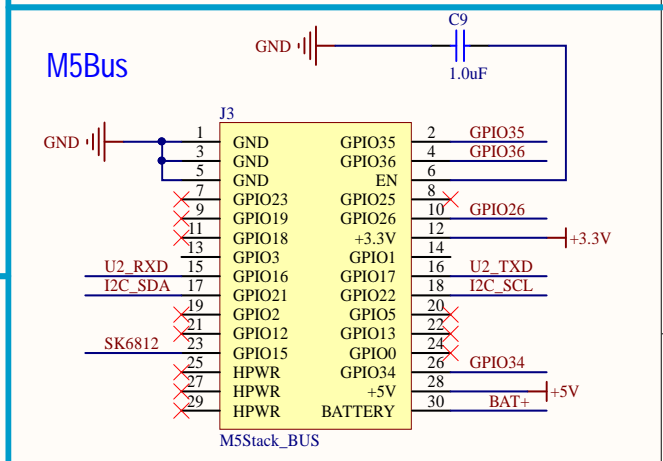 C9
GND
1.0uF
M5Bus
J3
GND 1 GND GPIO35 2 GPIO35
3 GND GPIO36 4 GPIO36
5 GND EN 6
7 GPIO23 GPIO25 8
9 GPIO19 GPIO26 10 GPIO26
11 GPIO18 +3.3V 12 +3.3V
13 GPIO3 GPIO1 14
U2_RXD 15 GPIO16 GPIO17 16 U2_TXD
I2C_SDA 17 GPIO21 GPIO22 18 I2C_SCL
19 GPIO2 GPIO5 20
21 GPIO12 GPIO13 22
SK6812 23 GPIO15 GPIO0 24
25 HPWR GPIO34 26 GPIO34
27 HPWR +5V 28 +5V
29 HPWR BATTERY 30 BAT+
M5Stack_BUS